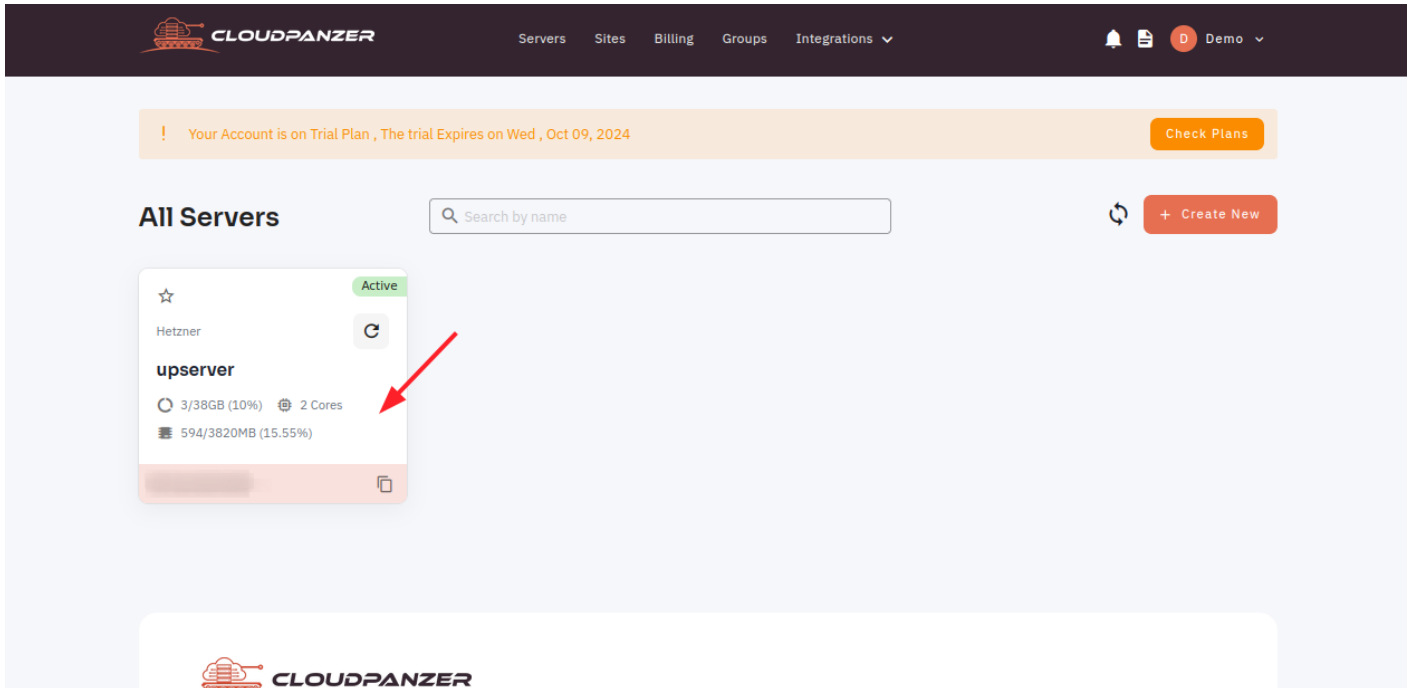 CLOUDPANZER
Servers Sites Billing Groups Integrations
D Demo
! Your Account is on Trial Plan , The trial Expires on Wed , Oct 09, 2024
Check Plans
All Servers
Search by name
+ Create New
Active
Hetzner
upserver
3/38GB (10%) 2 Cores
594/3820MB (15.55%)
CLOUDPANZER